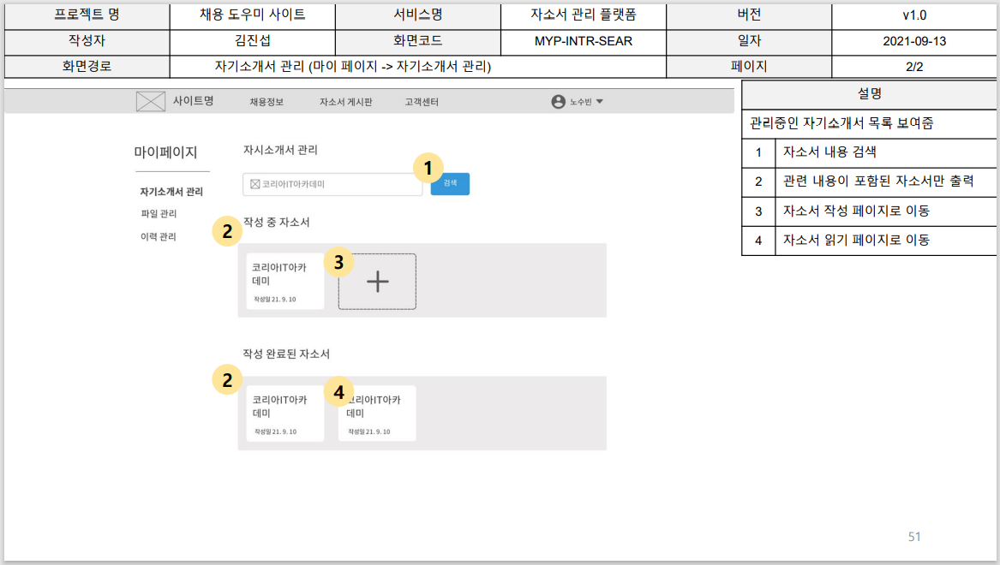 프로젝트 명 채용 도우미 사이트 서비스명 자소서 관리 플랫폼 버전 v1.0
작성자 김진섭 화면코드 MYP-INTR-SEAR 일자 2021-09-13
화면경로 자기소개서 관리 (마이 페이지 -> 자기소개서 관리) 페이지 2/2
사이트명 채용정보 자소서 게시판 고객센터 노수빈
마이페이지
자기소개서 관리
파일 관리
이력 관리
자시소개서 관리
1
코리아IT아카데미
검색
2
작성 중 자소서
코리아IT아카
데미
작성일 21. 9. 10
3
2
작성 완료된 자소서
코리아IT아카
데미
작성일 21. 9. 10
4
코리아IT아카
데미
작성일 21. 9. 10
설명
관리중인 자기소개서 목록 보여줌
1 자소서 내용 검색
2 관련 내용이 포함된 자소서만 출력
3 자소서 작성 페이지로 이동
4 자소서 읽기 페이지로 이동
51